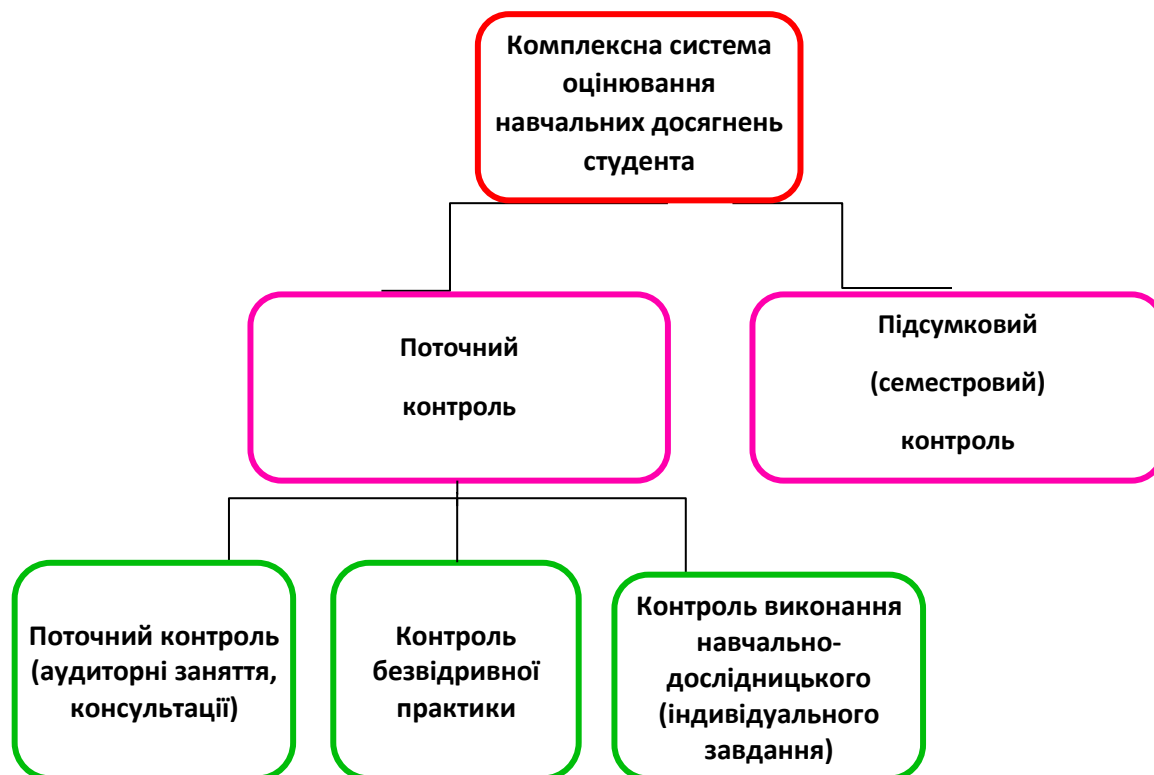 Комплексна система
оцінювання
навчальних досягнень
студента
Поточний
контроль
Підсумковий
(семестровий)
контроль
Поточний контроль
(аудиторні заняття,
консультації)
Контроль
безвідривної
практики
Контроль виконання
навчально-
дослідницького
(індивідуального
завдання)